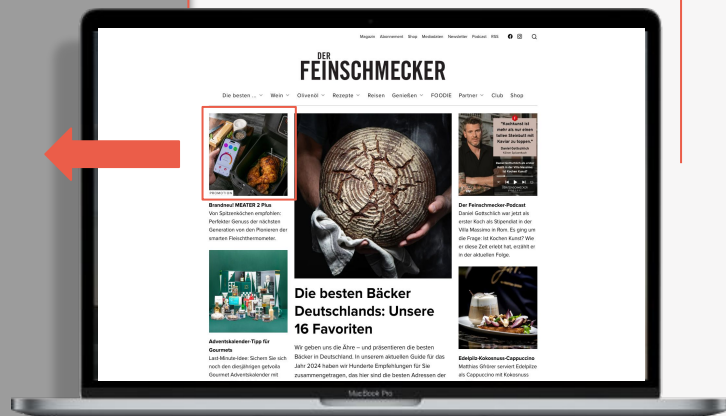 Magazin Abonnement Shop Mediadaten Newsletter Podcast RSS
DER
FEINSCHMECKER
Die besten ... Wein Olivenöl Rezepte Reisen Genießen FOODIE Partner Club Shop
PROMOTION
Brandneu! MEATER 2 Plus
Von Spitzenköchen empfohlen:
Perfekter Genuss der nächsten
Generation von den Pionieren der
smarten Fleischthermometer.
Adventskalender-Tipp für
Gourmets
Last-Minute-Idee: Sichern Sie sich
noch den diesjährigen getvoila
Gourmet Adventskalender mit
Die besten Bäcker
Deutschlands: Unsere
16 Favoriten
Wir geben uns die Ähre – und präsentieren die besten
Bäcker in Deutschland. In unserem aktuellen Guide für das
Jahr 2024 haben wir Hunderte Empfehlungen für Sie
zusammengetragen, das hier sind die besten Adressen der
"Kochkunst ist
mehr als nur einen
tollen Steinbutt mit
Kaviar zu toppen."
Daniel Gottschlich
Der Feinschmecker-Podcast
Daniel Gottschlich war jetzt als
erster Koch als Stipendiat in der
Villa Massimo in Rom. Es ging um
die Frage: Ist Kochen Kunst? Wie
er diese Zeit erlebt hat, erzählt er
in der aktuellen Folge.
Edelpilz-Kokosnuss-Cappuccino
Matthias Gfrörer serviert Edelpilze
als Cappuccino mit Kokosnuss
MacBook Pro